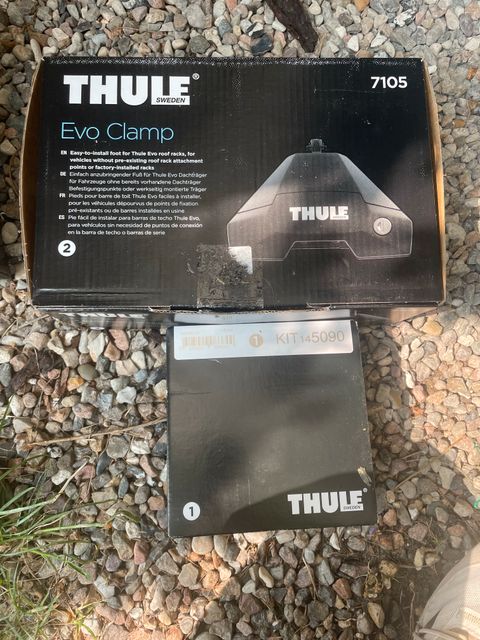 THULE®
SWEDEN
7105
Evo Clamp
EN Easy-to-install foot for Thule Evo roof racks, for
vehicles without pre-existing roof rack attachment
points or factory-installed racks
DE Einfach anzubringender Fuß für Thule Evo Dachträger
für Fahrzeuge ohne bereits vorhandene Dachträger
Befestigungspunkte oder werkseitig montierte Träger
FR Pieds pour barre de toit Thule Evo faciles à installer,
pour les véhicules dépourvus de points de fixation
pré-existants ou de barres installées en usine
ES Pie fácil de instalar para barras de techo Thule Evo,
para vehículos sin necesidad de puntos de conexión
en la barra de techo o barras de serie
THULE
2
1
KIT145090
1
THULE
SWEDEN